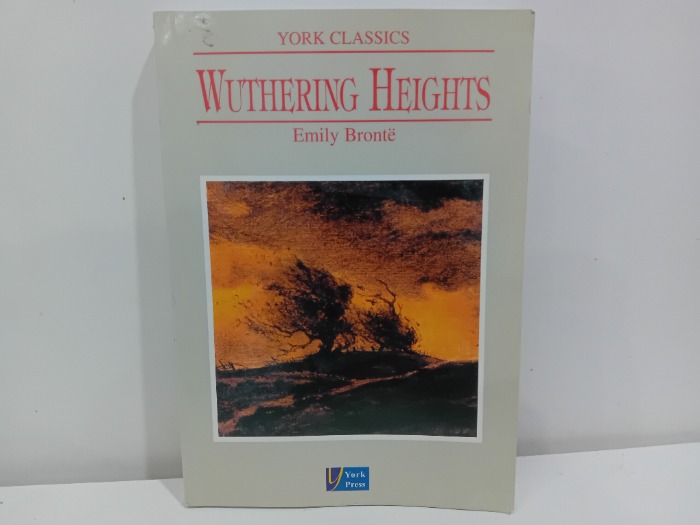 YORK CLASSICS
WUTHERING HEIGHTS
Emily Brontë
York
Press